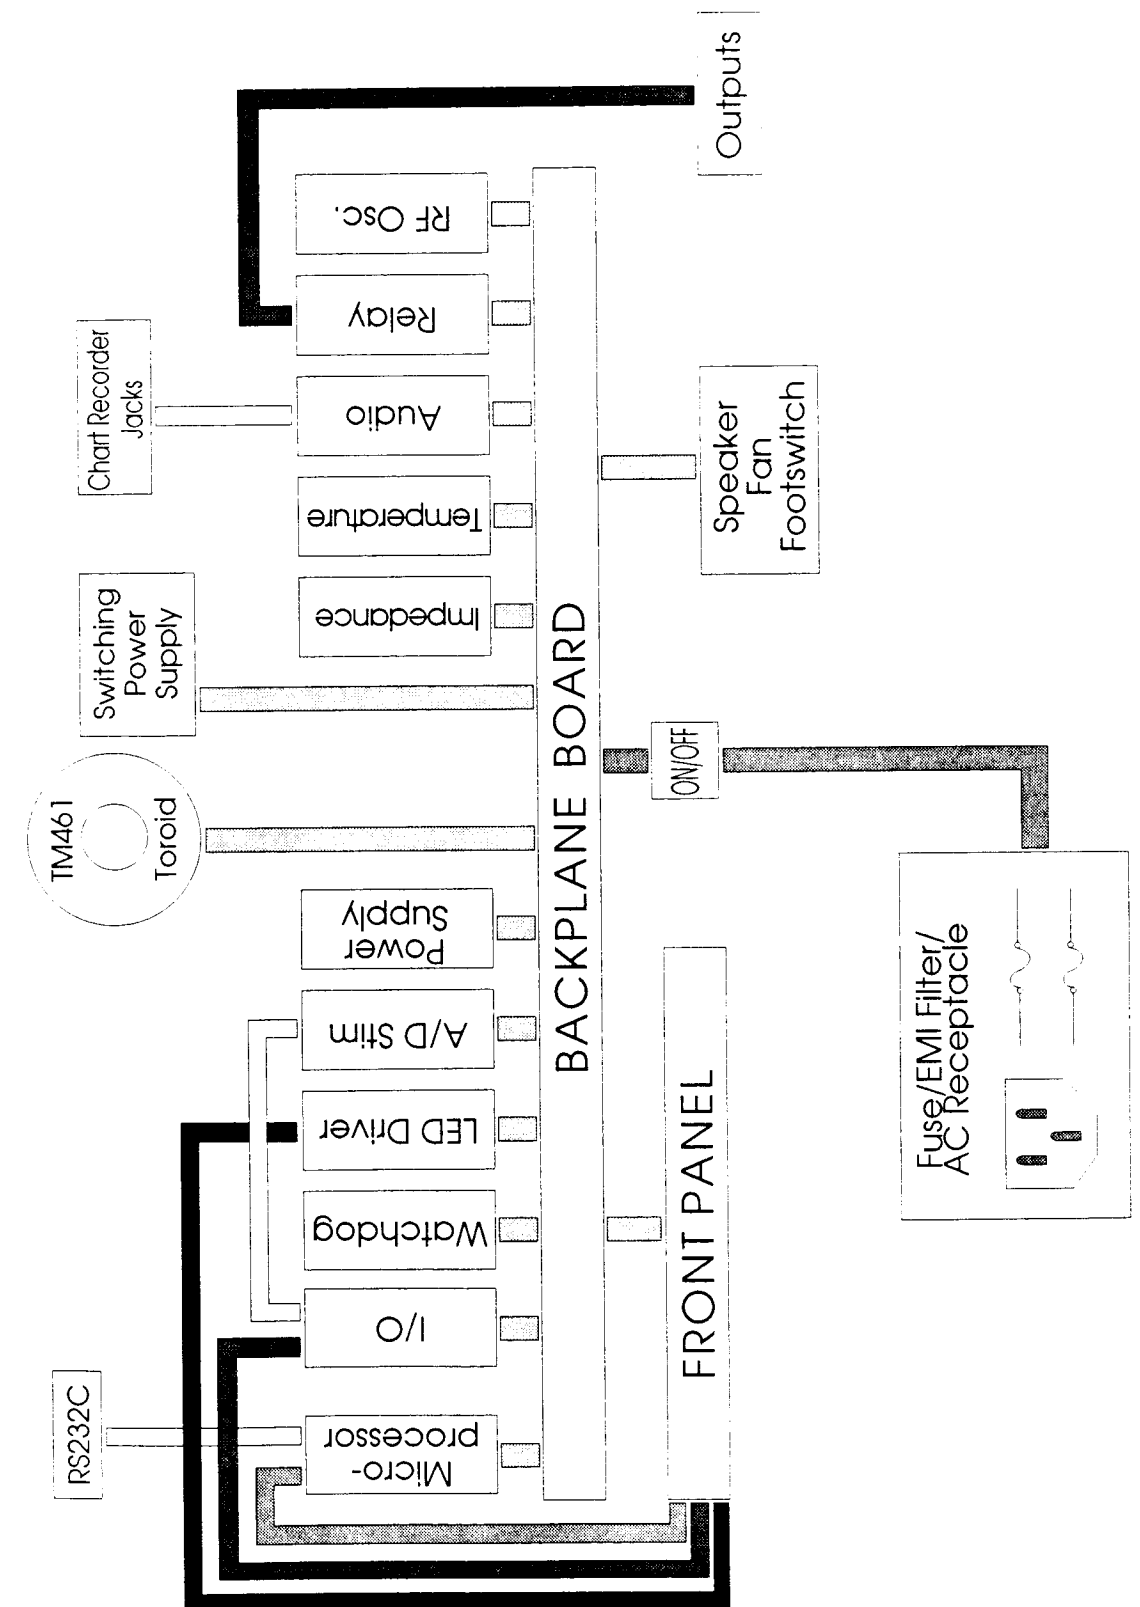 RS232C
TM461
Toroid
Switching
Power
Supply
Chart Recorder
Jacks
Micro-
processor
I/O
Watchdog
LED Driver
A/D Stim
Power
Supply
Impedance
Temperature
Audio
Relay
RF Osc.
BACKPLANE BOARD
FRONT PANEL
ON/OFF
Speaker
Fan
Footswitch
Outputs
Fuse/EMI Filter/
AC Receptacle